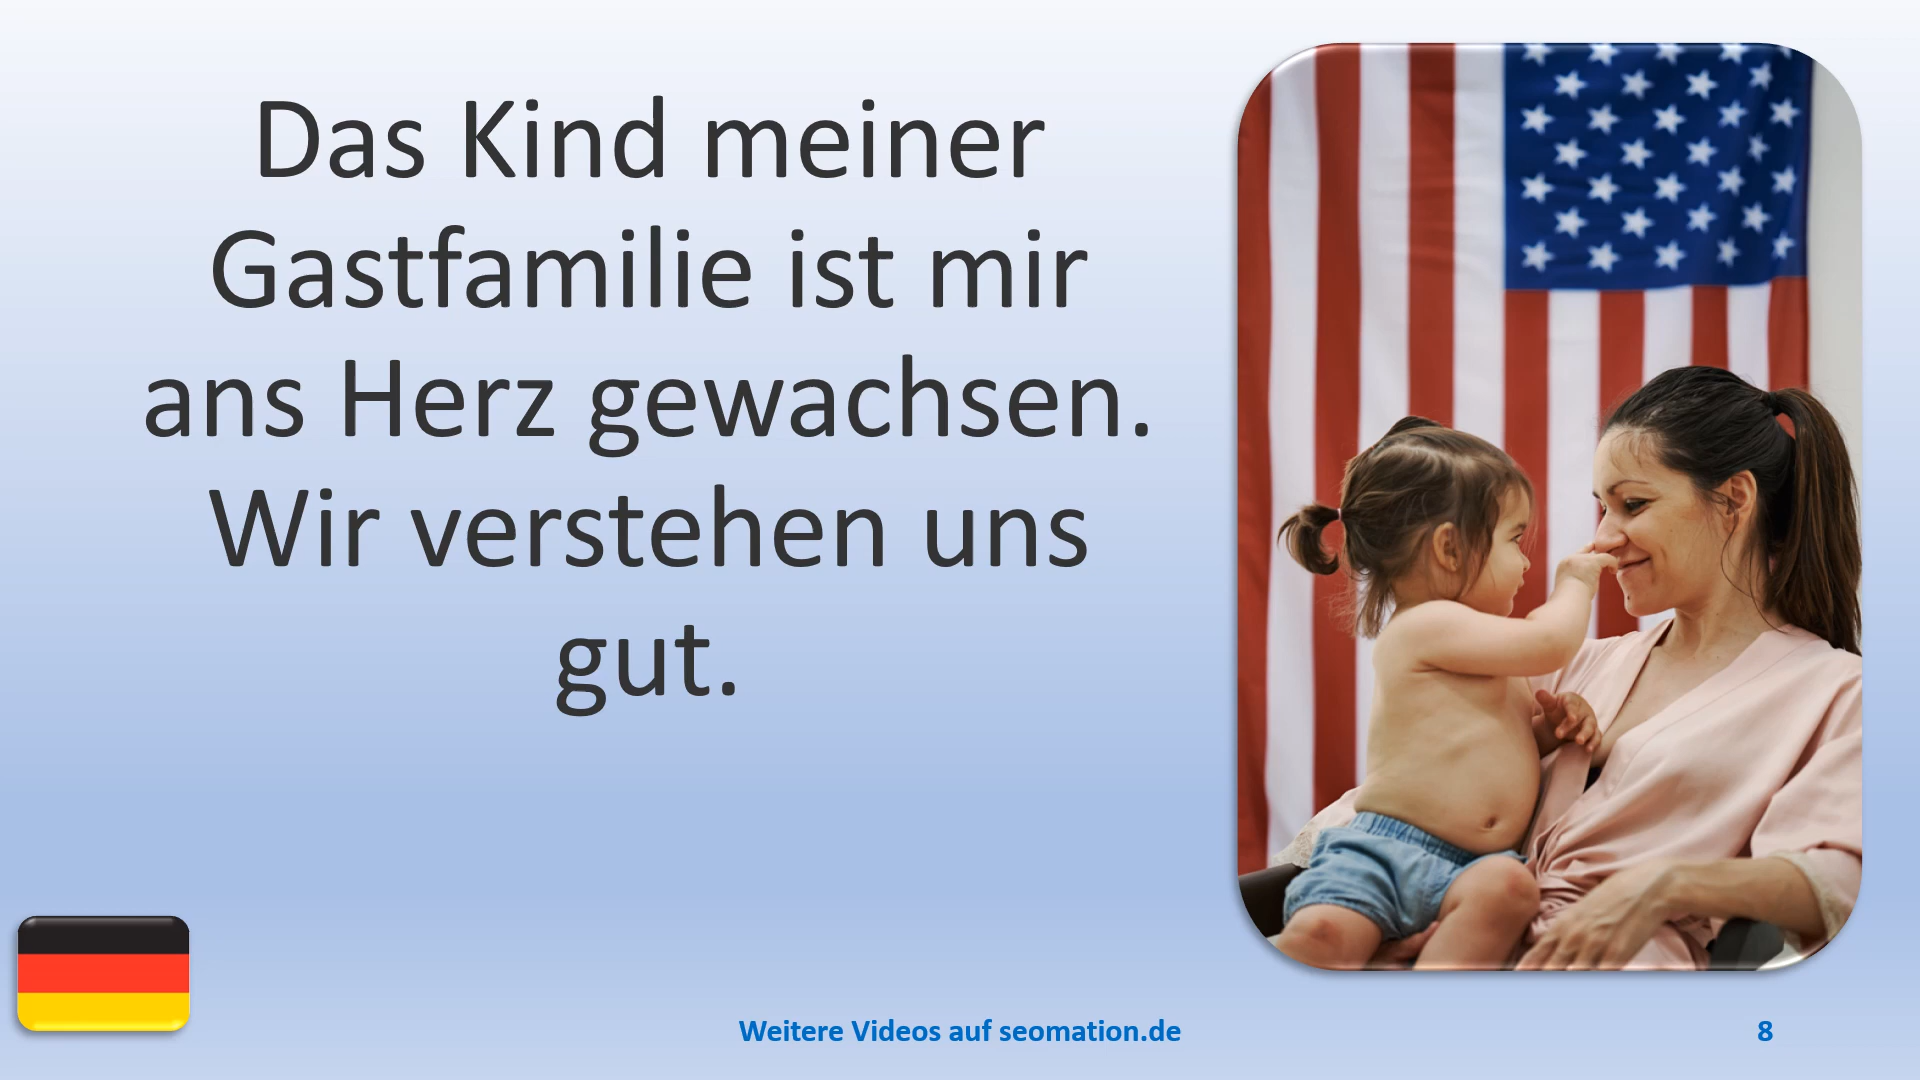 Das Kind meiner
Gastfamilie ist mir
ans Herz gewachsen.
Wir verstehen uns
gut.
Weitere Videos auf seomation.de
8